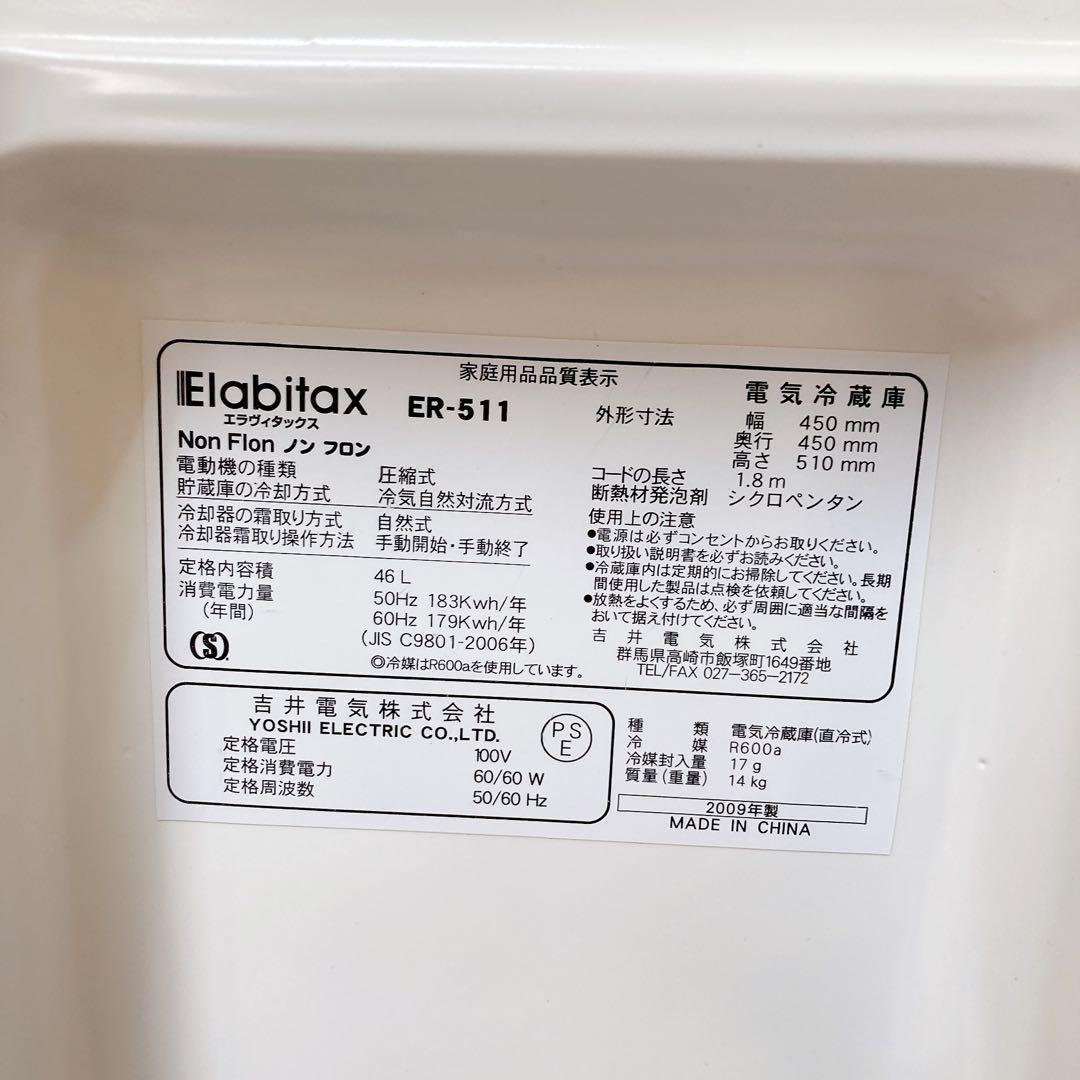 家庭用品品質表示
Elabitax ER-511
エラヴィタックス
Non Flon ノン フロン
電動機の種類 圧縮式
貯蔵庫の冷却方式 冷気自然対流方式
冷却器の霜取り方式 自然式
冷却器霜取り操作方法 手動開始・手動終了
定格内容積 46 L
消費電力量 50Hz 183Kwh/年
(年間) 60Hz 179Kwh/年
(JIS C9801-2006年)
S
◎冷媒はR600aを使用しています。
電気冷蔵庫
外形寸法 幅 450 mm
奥行 450 mm
高さ 510 mm
コードの長さ 1.8 m
断熱材発泡剤 シクロペンタン
使用上の注意
●電源は必ずコンセントからお取りください。
●取り扱い説明書を必ずお読みください。
●冷蔵庫内は定期的にお掃除してください。長期
間使用した製品は点検を依頼してください。
●放熱をよくするため、必ず周囲に適当な間隔を
おいて据え付けてください。
吉井電気株式会社
群馬県高崎市飯塚町1649番地
TEL/FAX 027-365-2172
吉井電気株式会社
YOSHII ELECTRIC CO.,LTD.
PS
E
定格電圧 100V
定格消費電力 60/60 W
定格周波数 50/60 Hz
種類 電気冷蔵庫(直冷式)
冷媒 R600a
冷媒封入量 17 g
質量(重量) 14 kg
2009年製
MADE IN CHINA